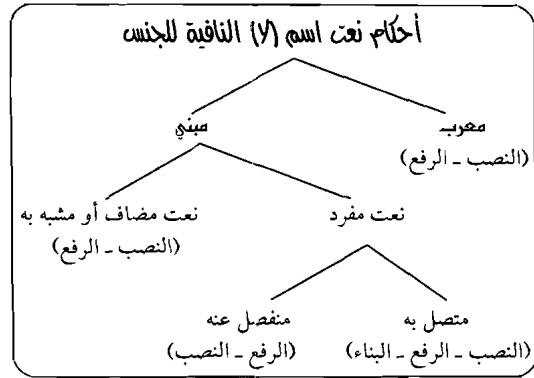 أحكام نعت اسم (لا) النافية للجنس
معرب
(النصب ـ الرفع)
مبني
نعت مفرد
نعت مضاف أو مشبه به
(النصب ـ الرفع)
متصل به
(النصب ـ الرفع ـ البناء)
منفصل عنه
(الرفع ـ النصب)